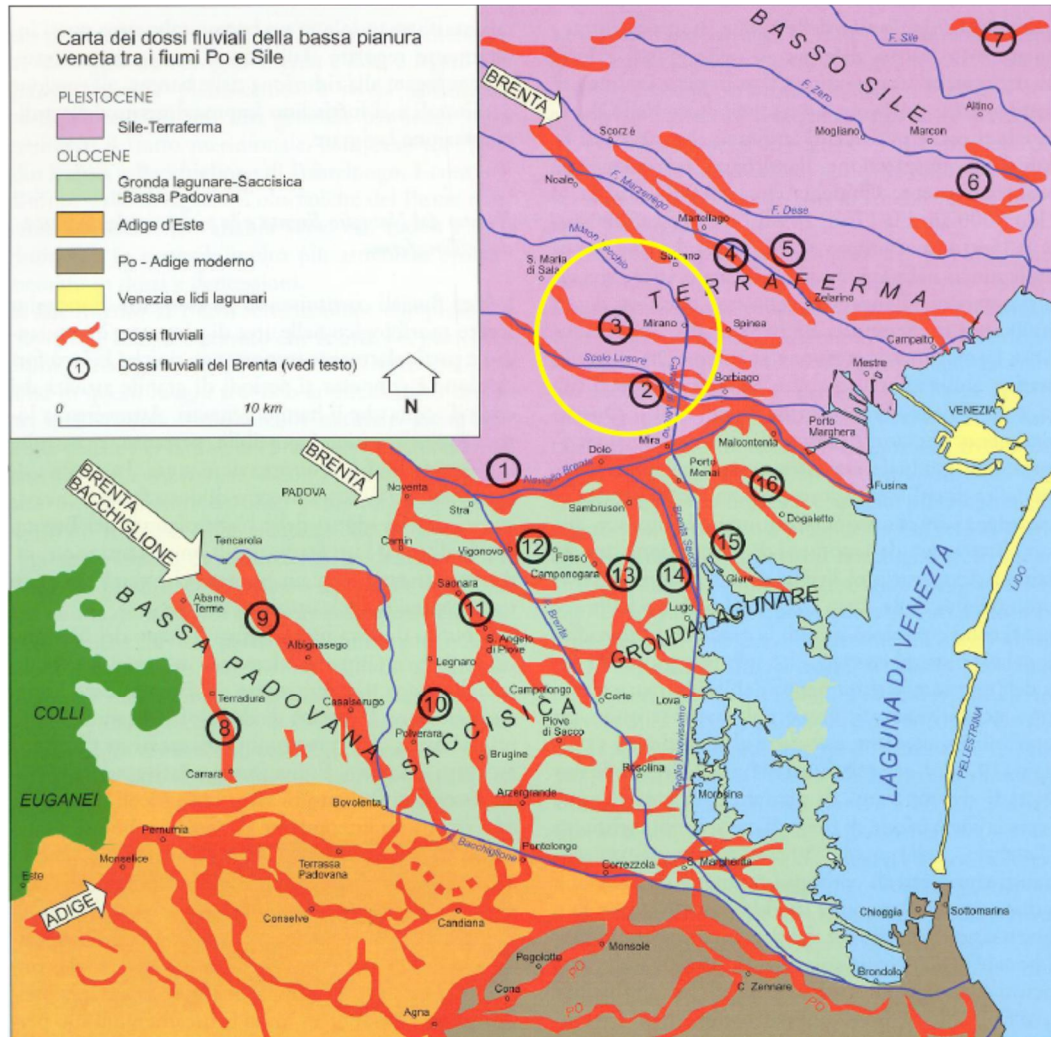 Carta dei dossi fluviali della bassa pianura
veneta tra i fiumi Po e Sile
PLEISTOCENE
Sile-Terraferma
OLOCENE
Gronda lagunare-Saccisica
-Bassa Padovana
Adige d'Este
Po - Adige moderno
Venezia e lidi lagunari
Dossi fluviali
1 Dossi fluviali del Brenta (vedi testo)
0 10 km
N
BASSO SILE
7
F. Sile
F. Zero
Altino
BRENTA
Scorzè
Mogliano
Marcon
6
Noale
F. Marzenego
F. Dese
Martellago
4
5
S. Maria
di Sala
TERRAFERMA
Zelarino
3
Mirano
Spinea
Campalto
Scolo Lusore
Mestre
2
Borbiago
VENEZIA
Mira
Malcontenta
Porto
Marghera
BRENTA
Dolo
1
Naviglio Brenta
Porto
Menai
16
Fusina
Noventa
PADOVA
Stra
Sambruson
Dogaletto
BRENTA
BACCHIGLIONE
Tencarola
Camin
Vigonovo
12
Fossò
Camponogara
13
Brenta Secca
14
15
Giare
LIDO
Abano
Terme
Saonara
11
Brenta
Lugo
GRONDA LAGUNARE
BASSA PADOVANA
9
Albignasego
S. Angelo
di Piove
Legnaro
Campolongo
Corte
Lova
LAGUNA DI VENEZIA
COLLI
EUGANEI
Terradura
8
Casalserugo
10
Polverara
SACCISICA
Piove
di Sacco
PELLESTRINA
Carrara
Brugine
Rosolina
Taglio Nuovissimo
Morosina
Bovolenta
Arzergrande
Pernumia
Bacchiglione
Pontelongo
Monselice
Terrassa
Padovana
Correzzola
S. Margherita
Este
ADIGE
Conselve
Candiana
Chioggia
Sottomarina
Monsole
Pegolotte
PO
Brondolo
Cona
C. Zennare
PO
PO
Agna